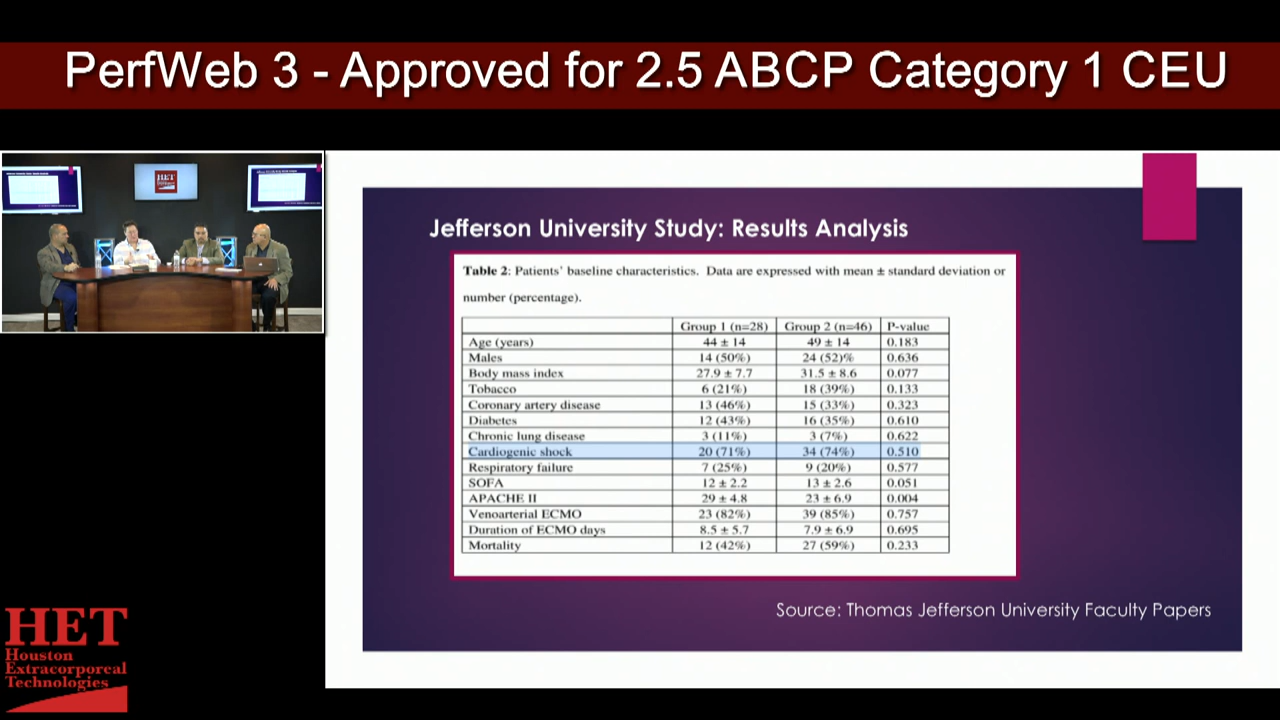 PerfWeb 3 - Approved for 2.5 ABCP Category 1 CEU
HET
Jefferson University Study: Results Analysis
Table 2: Patients' baseline characteristics. Data are expressed with mean ± standard deviation or
number (percentage).
Group 1 (n=28) Group 2 (n=46) P-value
Age (years) 44 ± 14 49 ± 14 0.183
Males 14 (50%) 24 (52)% 0.636
Body mass index 27.9 ± 7.7 31.5 ± 8.6 0.077
Tobacco 6 (21%) 18 (39%) 0.133
Coronary artery disease 13 (46%) 15 (33%) 0.323
Diabetes 12 (43%) 16 (35%) 0.610
Chronic lung disease 3 (11%) 3 (7%) 0.622
Cardiogenic shock 20 (71%) 34 (74%) 0.510
Respiratory failure 7 (25%) 9 (20%) 0.577
SOFA 12 ± 2.2 13 ± 2.6 0.051
APACHE II 29 ± 4.8 23 ± 6.9 0.004
Venoarterial ECMO 23 (82%) 39 (85%) 0.757
Duration of ECMO days 8.5 ± 5.7 7.9 ± 6.9 0.695
Mortality 12 (42%) 27 (59%) 0.233
Source: Thomas Jefferson University Faculty Papers
HET
Houston
Extracorporeal
Technologies